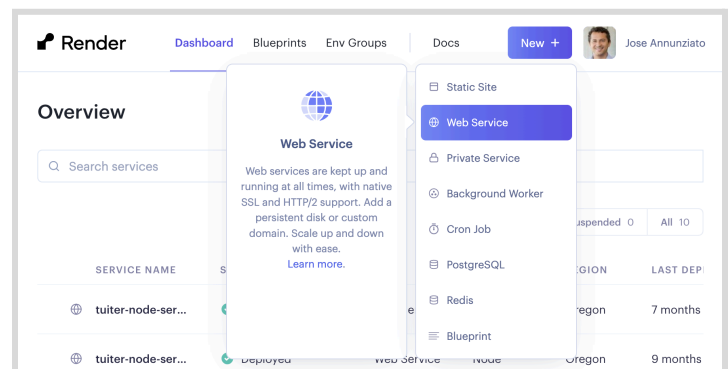 Render
Dashboard Blueprints Env Groups Docs New + Jose Annunziato
Overview
Search services
Web Service
Web services are kept up and
running at all times, with native
SSL and HTTP/2 support. Add a
persistent disk or custom
domain. Scale up and down
with ease.
Learn more.
Static Site
Web Service
Private Service
Background Worker
Cron Job
PostgreSQL
Redis
Blueprint
uspended 0 All 10
SERVICE NAME S EGION LAST DEPI
tuiter-node-ser... e regon 7 months
tuiter-node-ser... Deployed Web Service Node Oregon 9 months